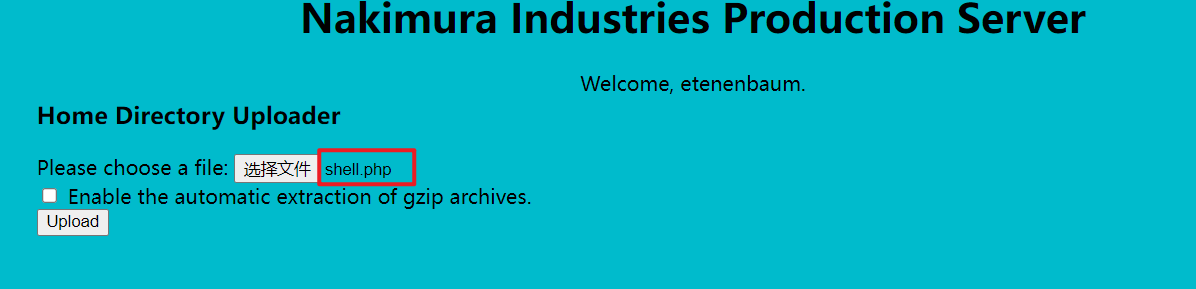 Nakimura Industries Production Server
Welcome, etenenbaum.
Home Directory Uploader
Please choose a file: 选择文件 shell.php
Enable the automatic extraction of gzip archives.
Upload